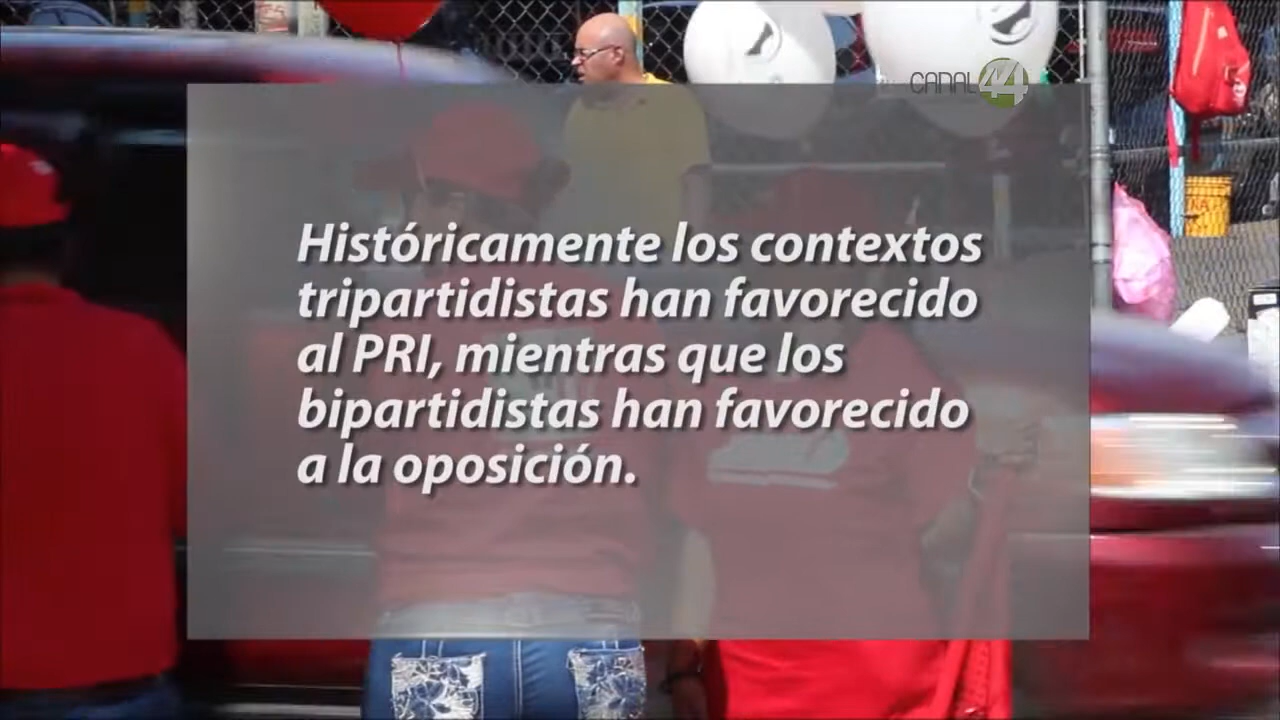 CANAL 44
Históricamente los contextos
tripartidistas han favorecido
al PRI, mientras que los
bipartidistas han favorecido
a la oposición.